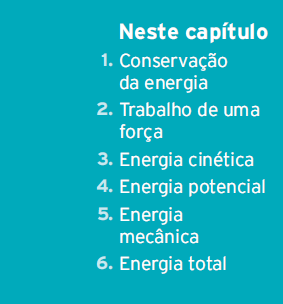 Neste capítulo
1. Conservação
da energia
2. Trabalho de uma
força
3. Energia cinética
4. Energia potencial
5. Energia
mecânica
6. Energia total